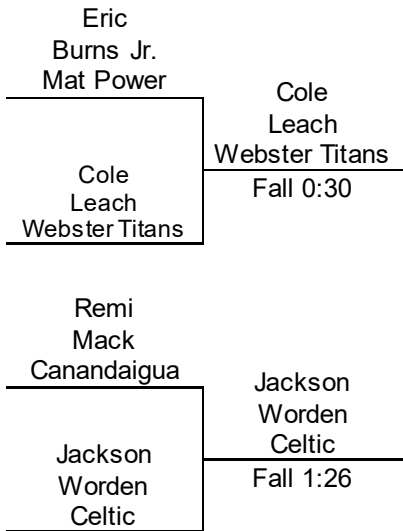 Eric
Burns Jr.
Mat Power
Cole
Leach
Webster Titans
Cole
Leach
Webster Titans
Fall 0:30
Remi
Mack
Canandaigua
Jackson
Worden
Celtic
Jackson
Worden
Celtic
Fall 1:26